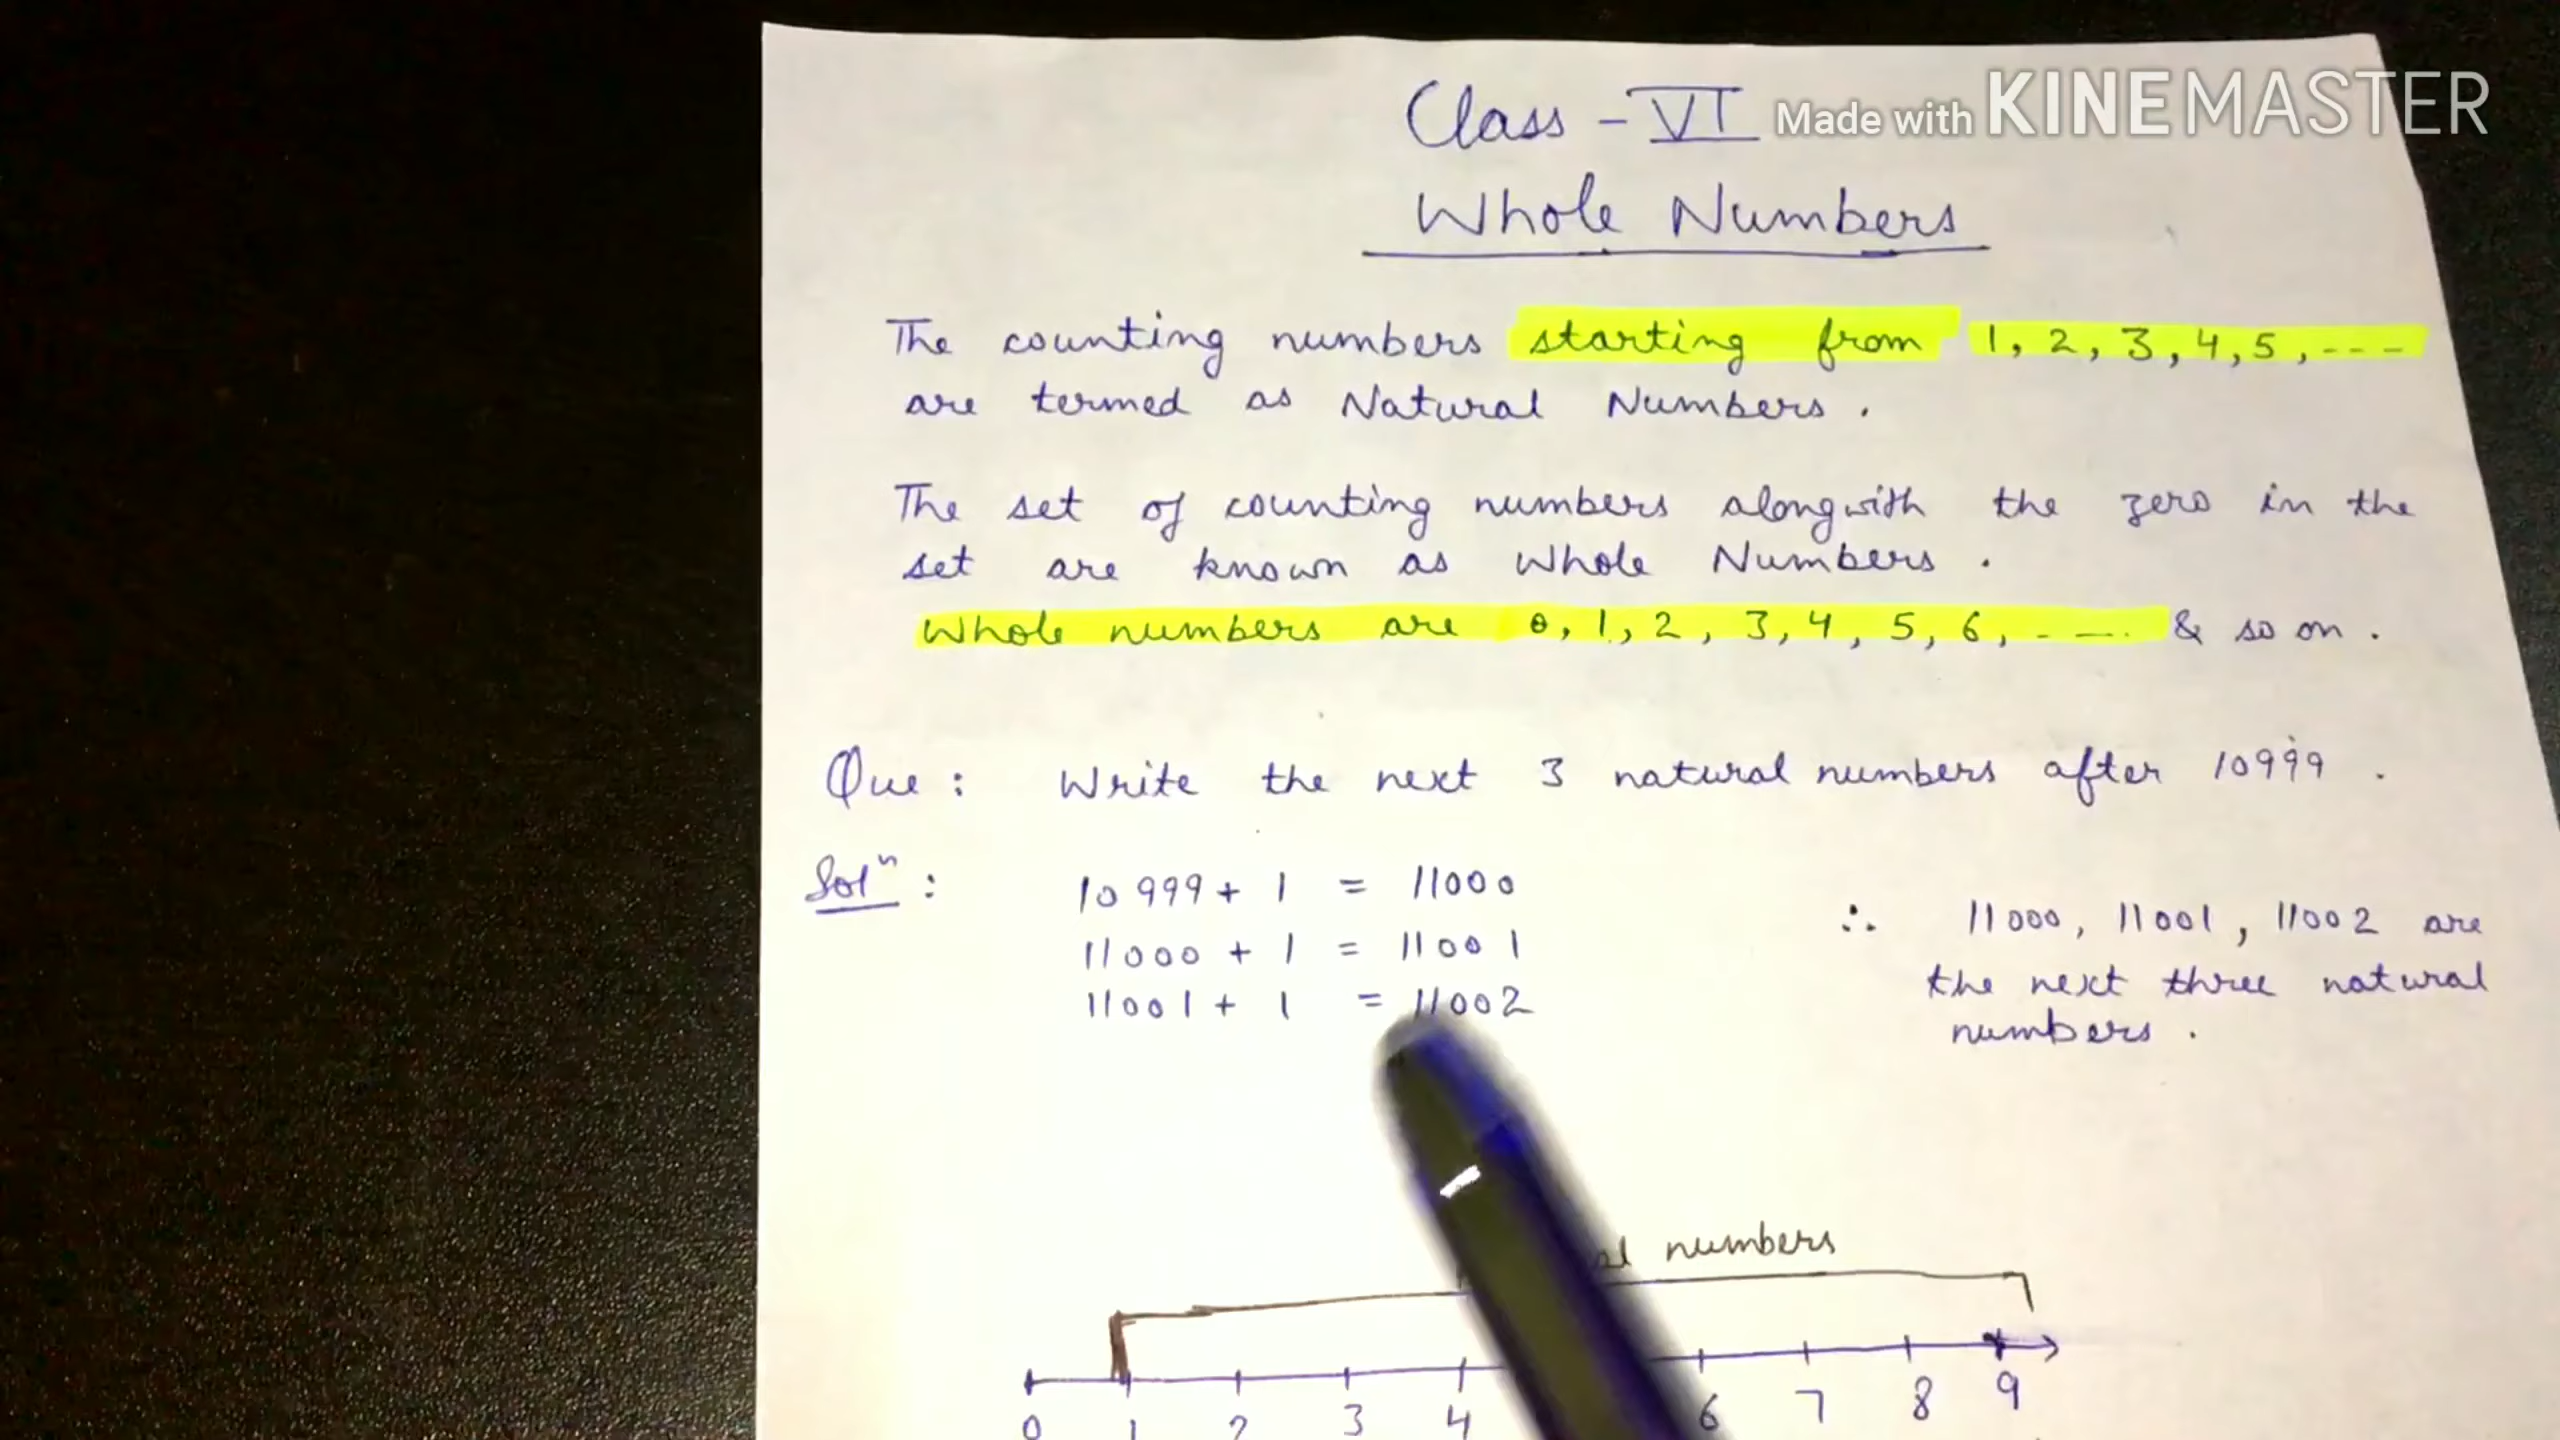 Class - VI
Made with KINEMASTER
Whole Numbers
The counting numbers starting from 1, 2, 3, 4, 5, ---
are termed as Natural Numbers.
The set of counting numbers alongwith the zero in the
set are known as Whole Numbers.
Whole numbers are 0, 1, 2, 3, 4, 5, 6, - — & so on.
Que: Write the next 3 natural numbers after 10999.
Solⁿ:
10999 + 1 = 11000
11000 + 1 = 11001
11001 + 1 = 11002
∴ 11000, 11001, 11002 are
the next three natural
numbers.
numbers
0 1 2 3 4 6 7 8 9